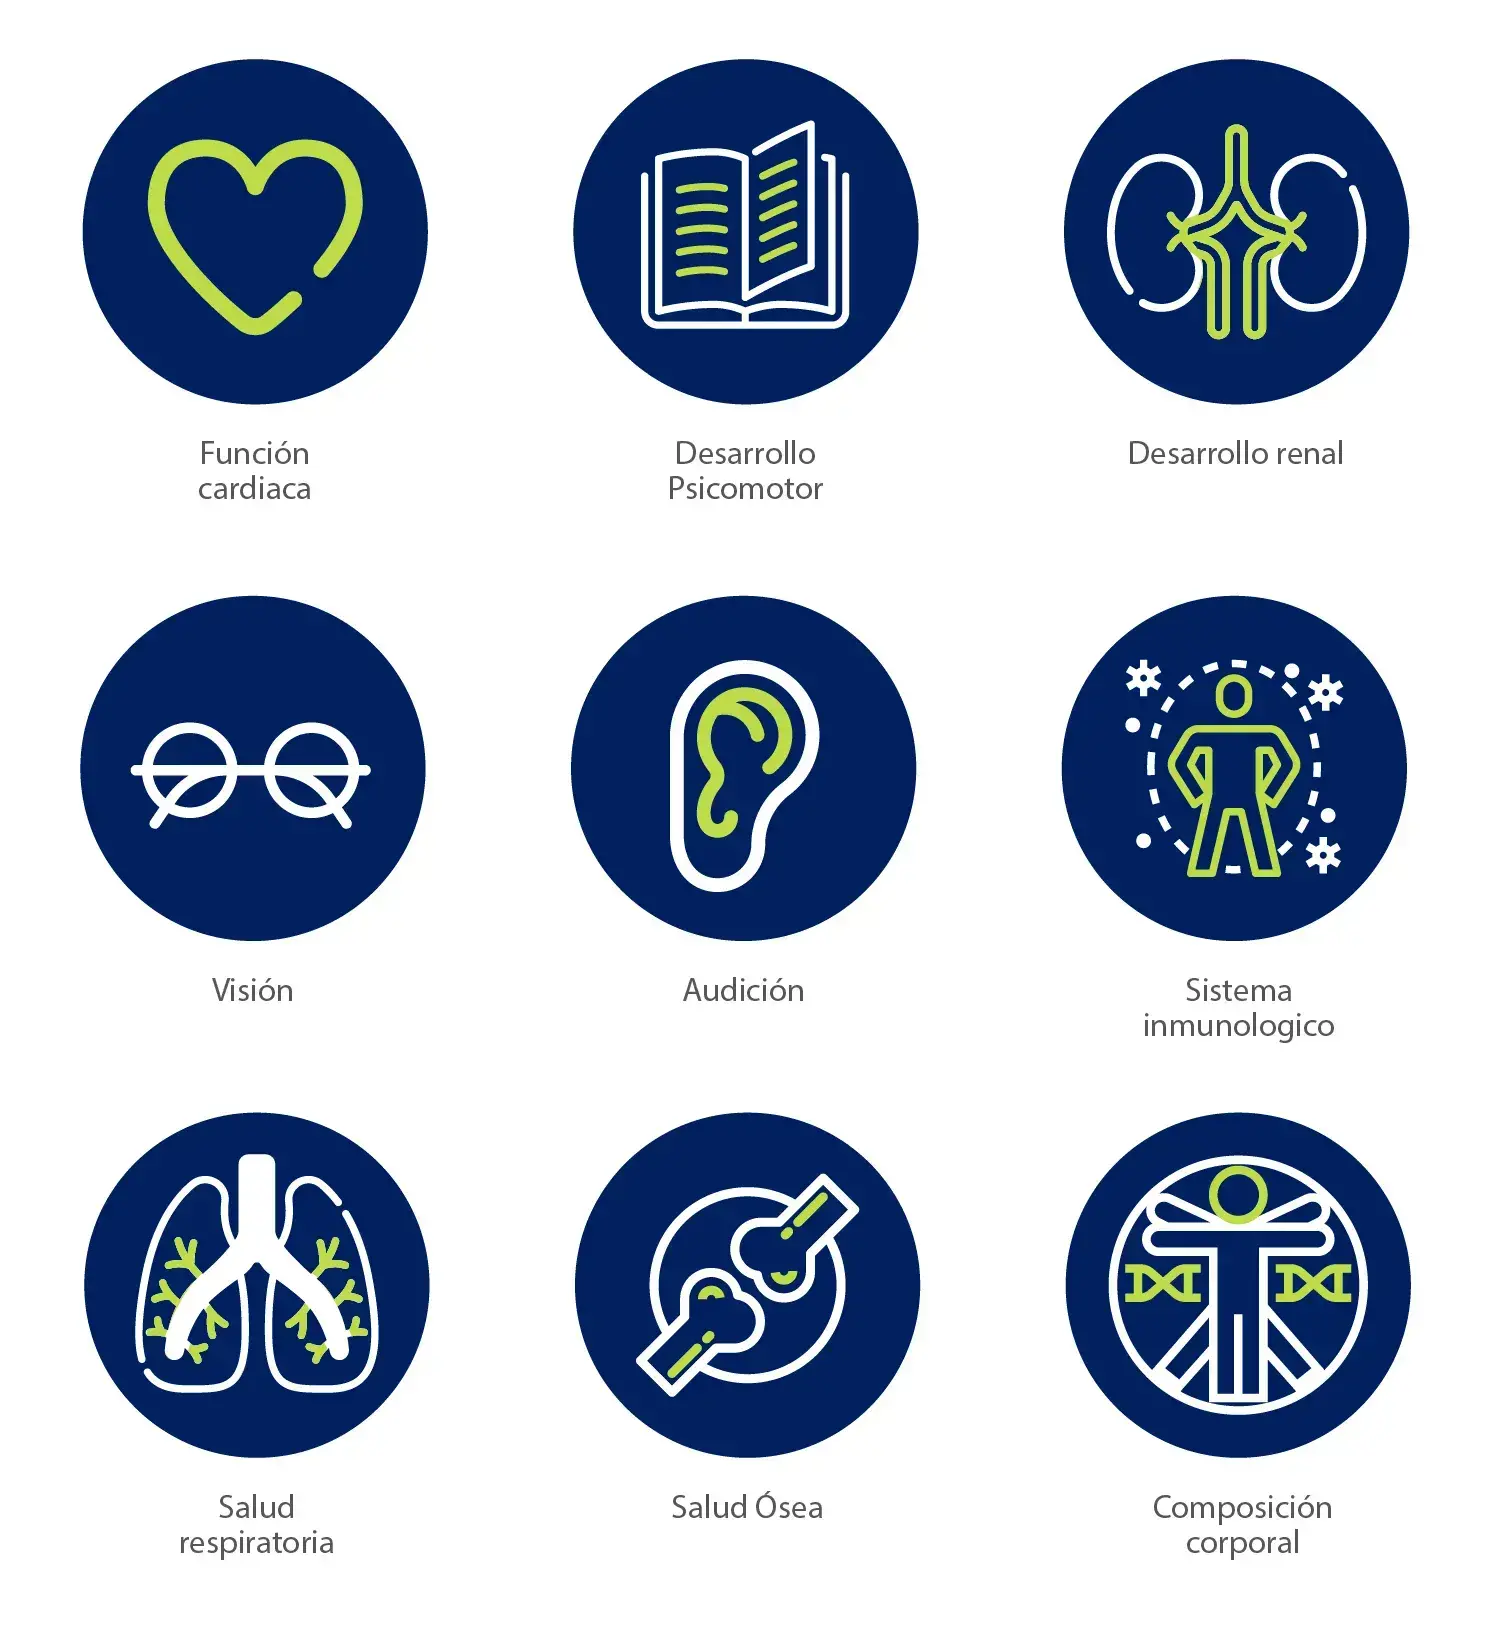 Función
cardiaca
Desarrollo
Psicomotor
Desarrollo renal
Visión
Audición
Sistema
inmunologico
Salud
respiratoria
Salud Ósea
Composición
corporal